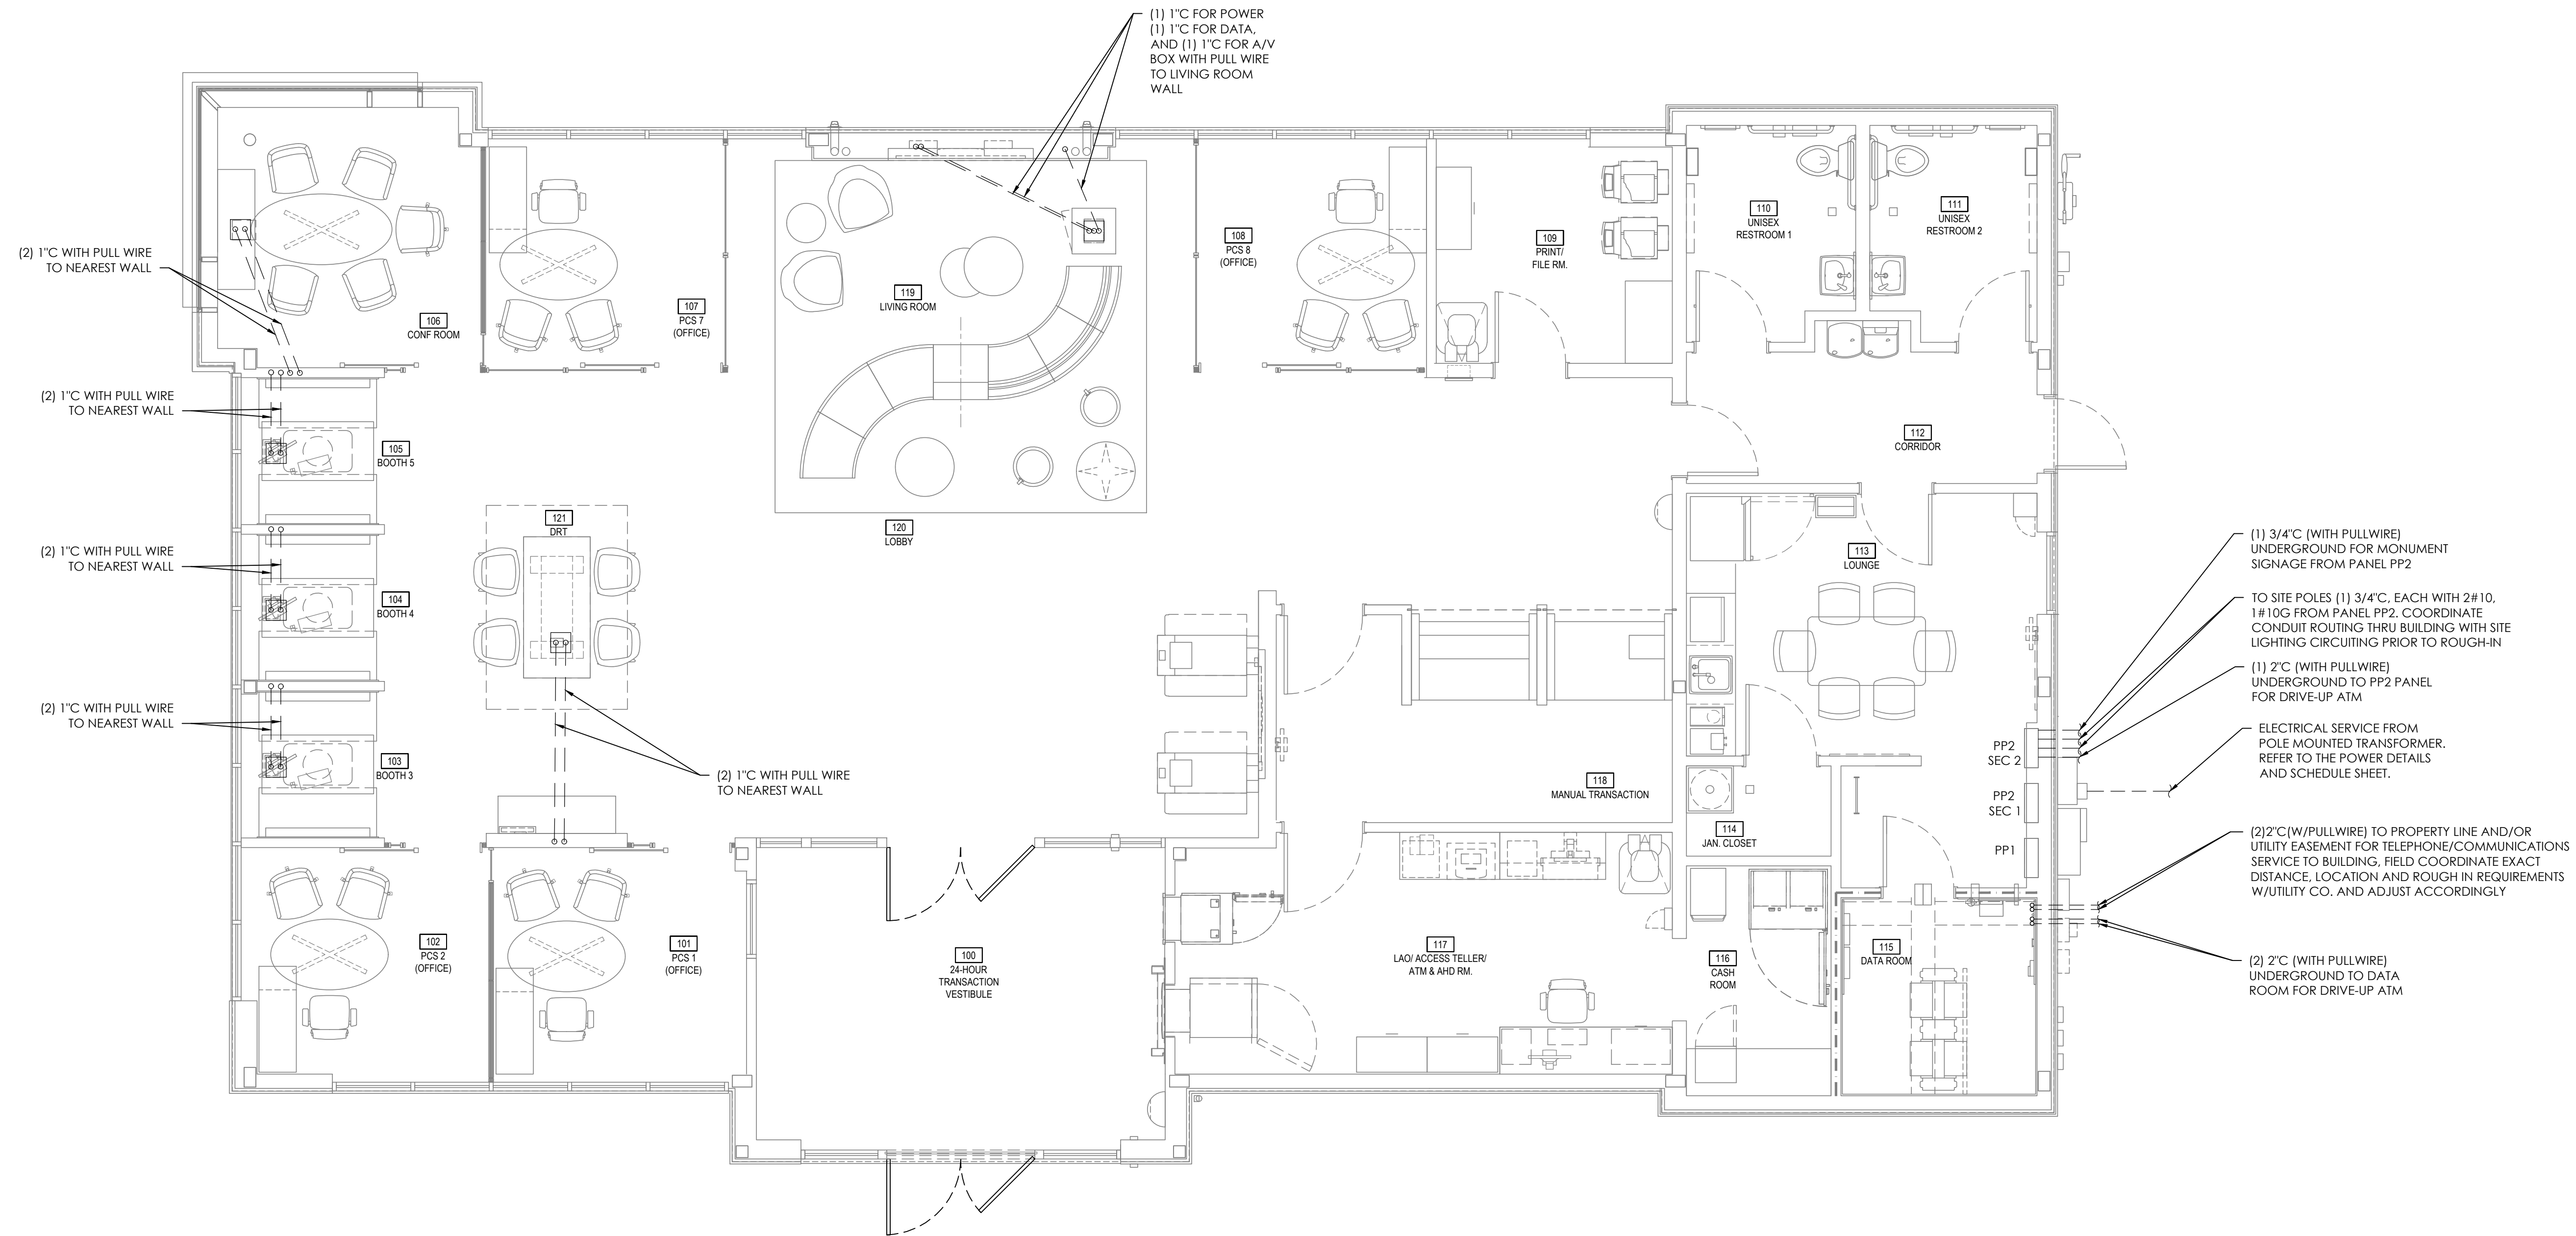 (1) 1"C FOR POWER
(1) 1"C FOR DATA,
AND (1) 1"C FOR A/V
BOX WITH PULL WIRE
TO LIVING ROOM
WALL
(2) 1"C WITH PULL WIRE
TO NEAREST WALL
106
CONF ROOM
107
PCS 7
(OFFICE)
119
LIVING ROOM
108
PCS 8
(OFFICE)
109
PRINT/
FILE RM.
110
UNISEX
RESTROOM 1
111
UNISEX
RESTROOM 2
112
CORRIDOR
(2) 1"C WITH PULL WIRE
TO NEAREST WALL
105
BOOTH 5
121
DRT
120
LOBBY
113
LOUNGE
(2) 1"C WITH PULL WIRE
TO NEAREST WALL
104
BOOTH 4
(2) 1"C WITH PULL WIRE
TO NEAREST WALL
103
BOOTH 3
(2) 1"C WITH PULL WIRE
TO NEAREST WALL
118
MANUAL TRANSACTION
114
JAN. CLOSET
PP2
SEC 2
PP2
SEC 1
PP1
(1) 3/4"C (WITH PULLWIRE)
UNDERGROUND FOR MONUMENT
SIGNAGE FROM PANEL PP2
TO SITE POLES (1) 3/4"C, EACH WITH 2#10,
1#10G FROM PANEL PP2. COORDINATE
CONDUIT ROUTING THRU BUILDING WITH SITE
LIGHTING CIRCUITING PRIOR TO ROUGH-IN
(1) 2"C (WITH PULLWIRE)
UNDERGROUND TO PP2 PANEL
FOR DRIVE-UP ATM
ELECTRICAL SERVICE FROM
POLE MOUNTED TRANSFORMER.
REFER TO THE POWER DETAILS
AND SCHEDULE SHEET.
(2)2"C(W/PULLWIRE) TO PROPERTY LINE AND/OR
UTILITY EASEMENT FOR TELEPHONE/COMMUNICATIONS
SERVICE TO BUILDING, FIELD COORDINATE EXACT
DISTANCE, LOCATION AND ROUGH IN REQUIREMENTS
W/UTILITY CO. AND ADJUST ACCORDINGLY
(2) 2"C (WITH PULLWIRE)
UNDERGROUND TO DATA
ROOM FOR DRIVE-UP ATM
102
PCS 2
(OFFICE)
101
PCS 1
(OFFICE)
100
24-HOUR
TRANSACTION
VESTIBULE
117
LAO/ ACCESS TELLER/
ATM & AHD RM.
116
CASH
ROOM
115
DATA ROOM